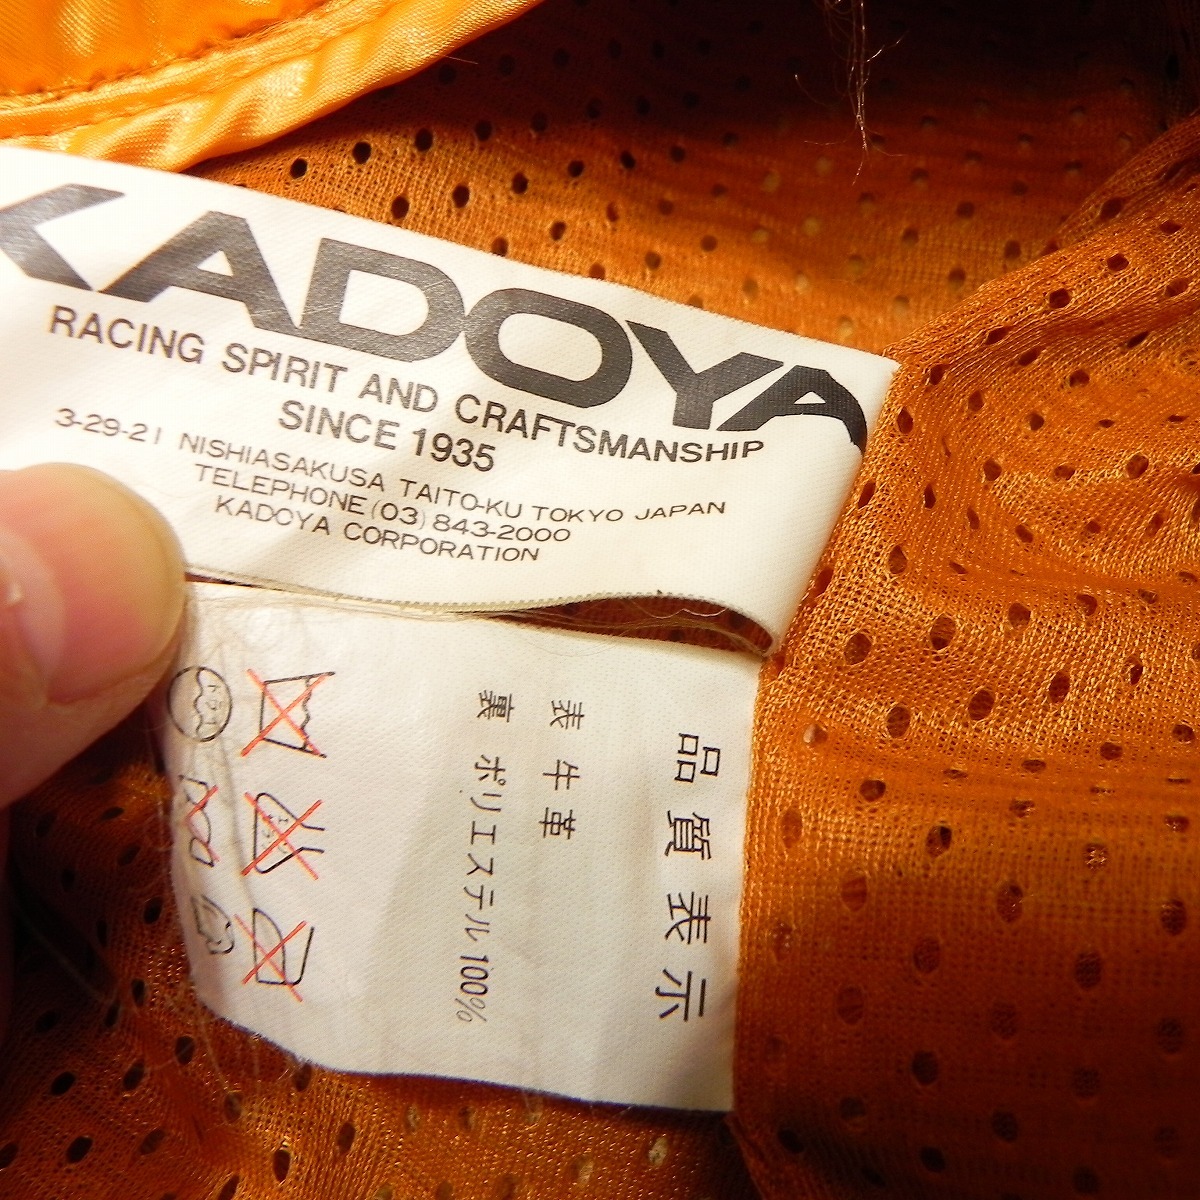 KADOYA
RACING SPIRIT AND CRAFTSMANSHIP
SINCE 1935
3-29-21 NISHIASAKUSA TAITO-KU TOKYO JAPAN
TELEPHONE (03) 843-2000
KADOYA CORPORATION
品質表示
表 牛革
裏 ポリエステル100%